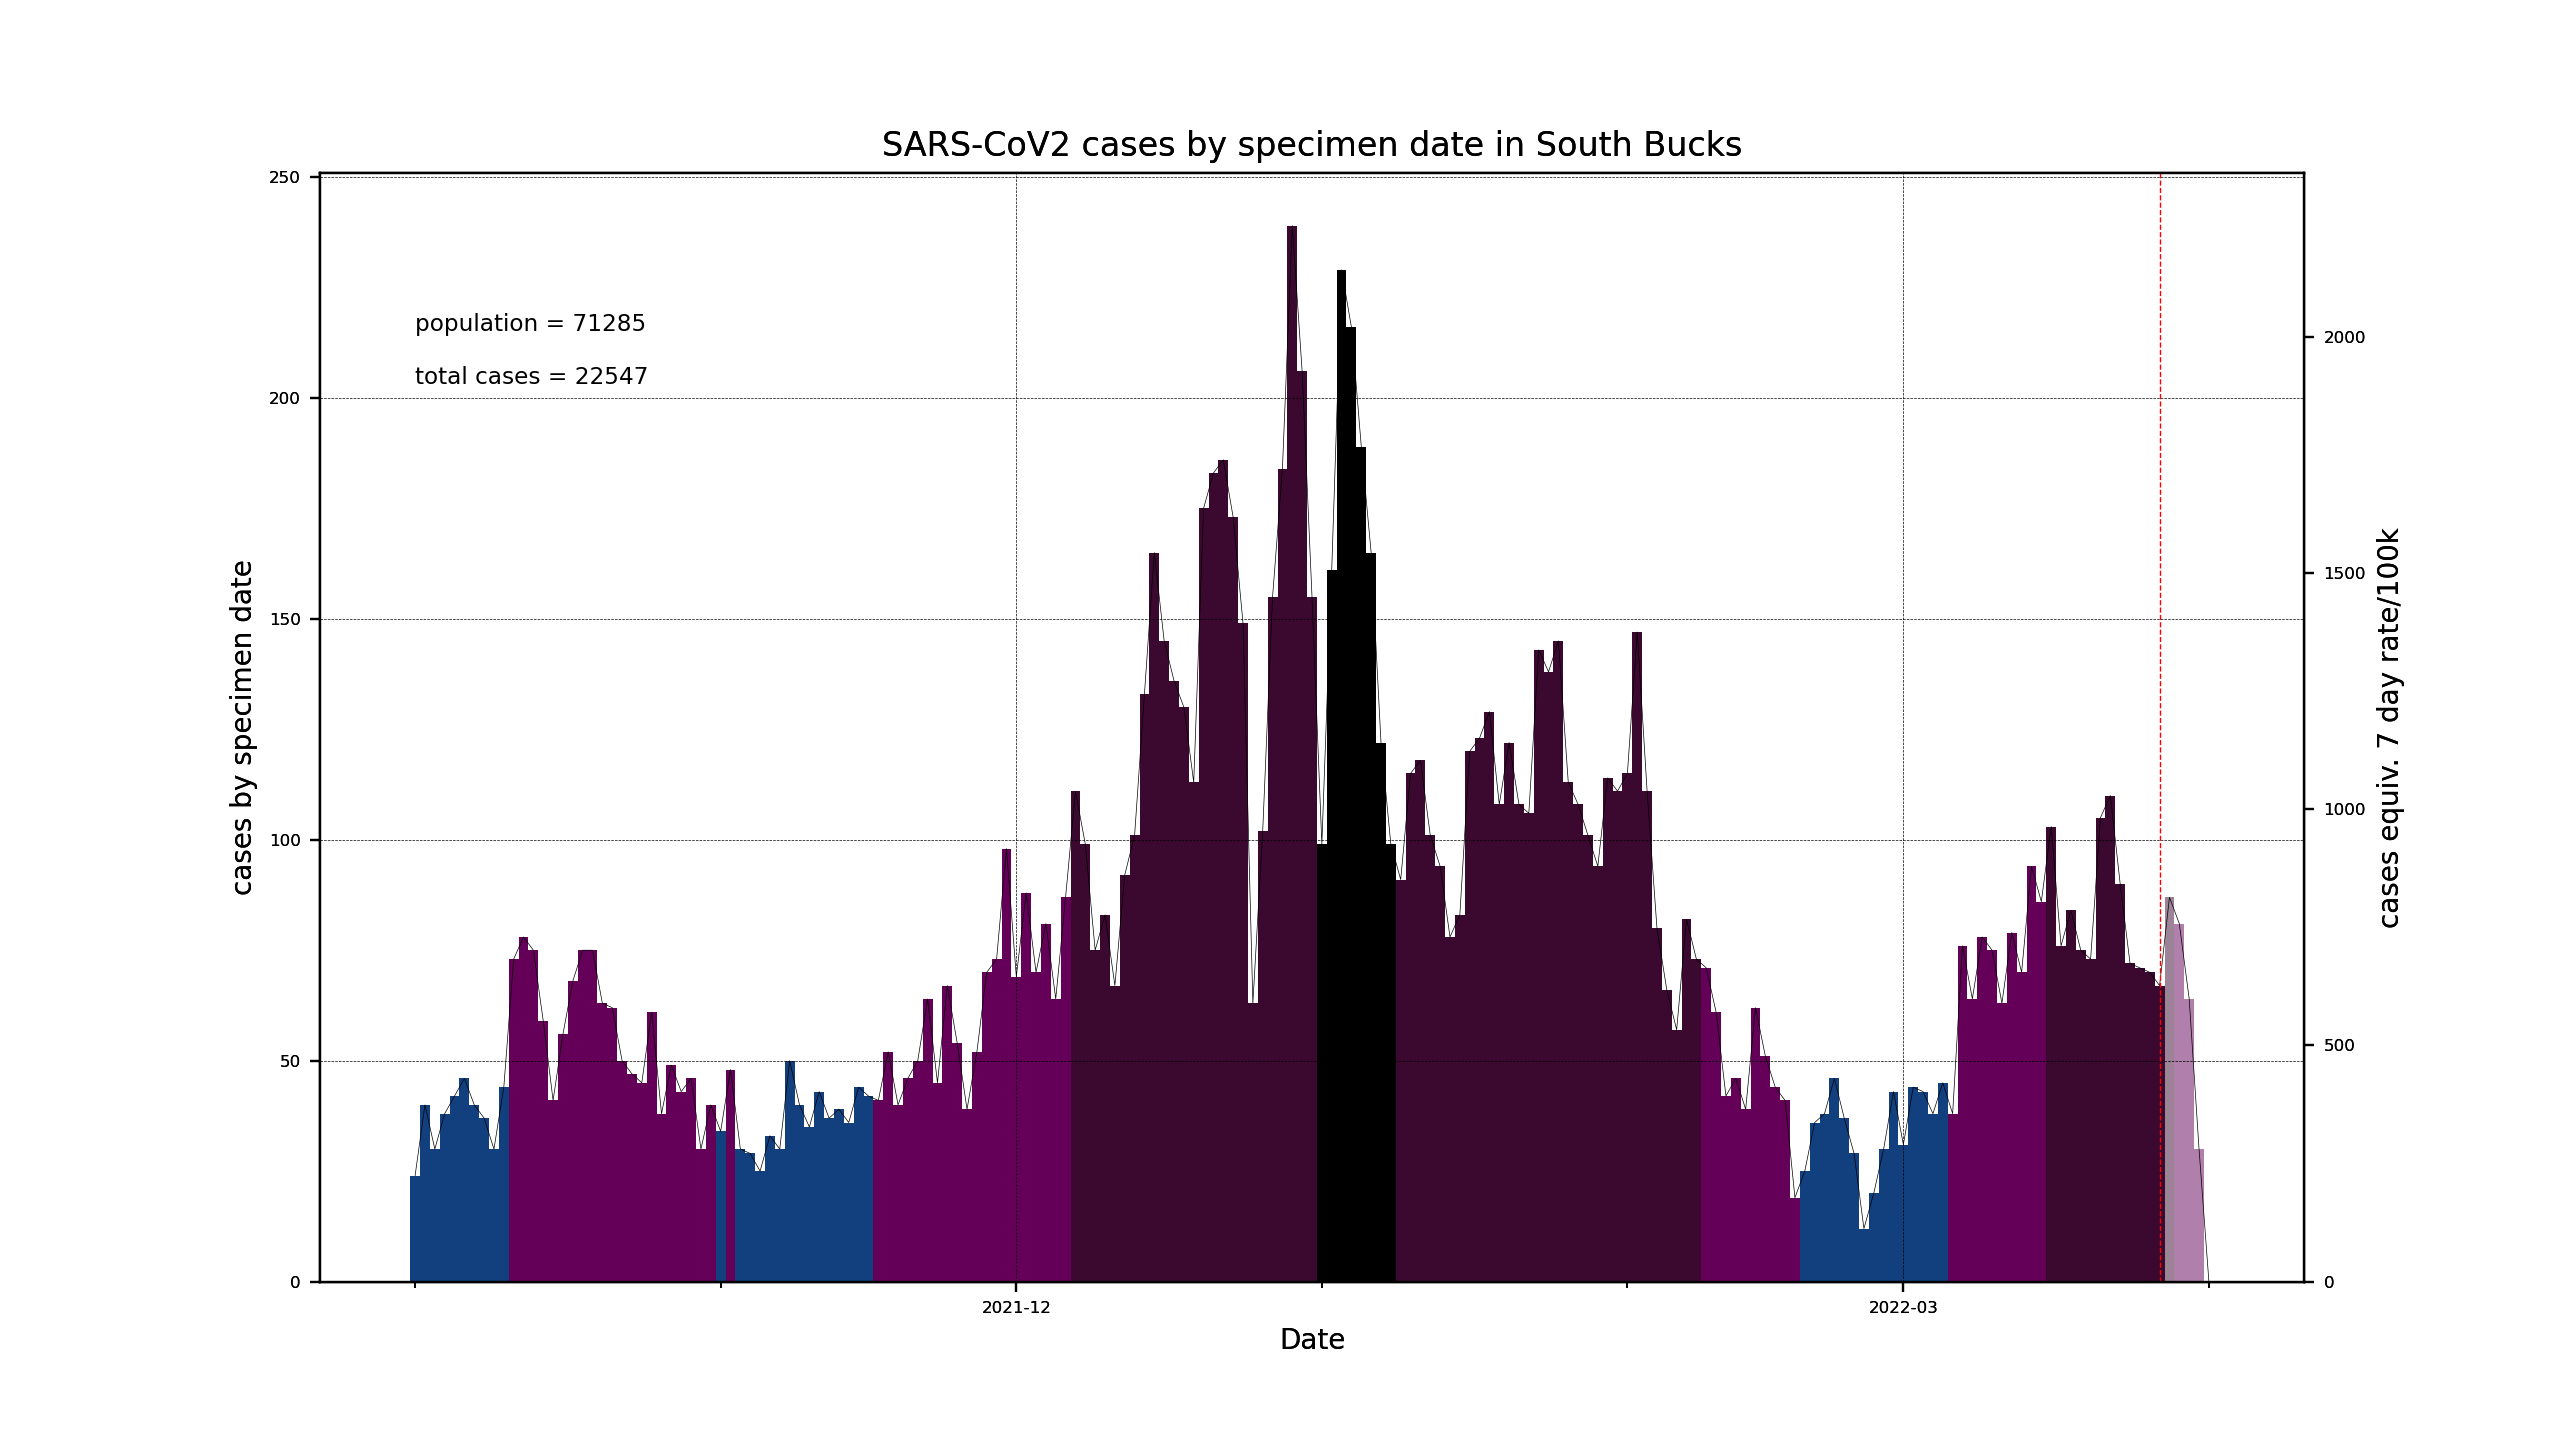 SARS-CoV2 cases by specimen date in South Bucks
population = 71285
total cases = 22547
cases by specimen date
250
200
150
100
50
0
2021-12
2022-03
Date
2000
1500
1000
500
0
cases equiv. 7 day rate/100k